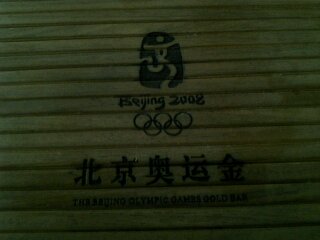 Beijing 2008
北京奥运金
THE BEIJING OLYMPIC GAMES GOLD BAR